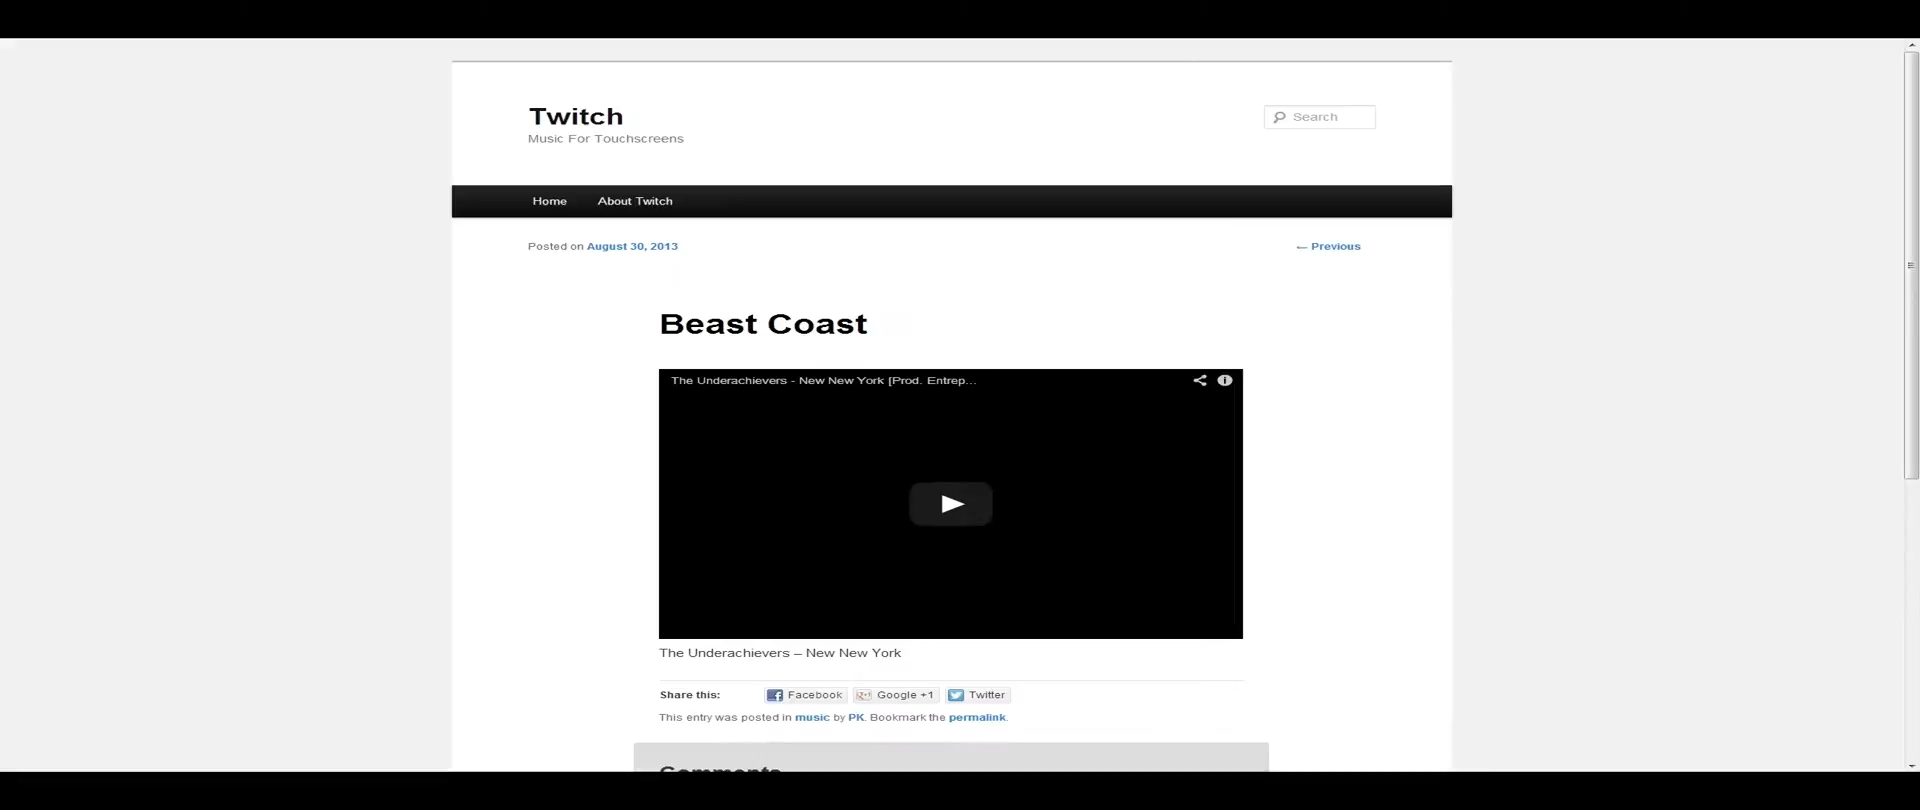 Twitch
Music For Touchscreens
Search
Home About Twitch
Posted on August 30, 2013
← Previous
Beast Coast
The Underachievers - New New York [Prod. Entrep...
The Underachievers – New New York
Share this: Facebook Google +1 Twitter
This entry was posted in music by PK. Bookmark the permalink.
Comments